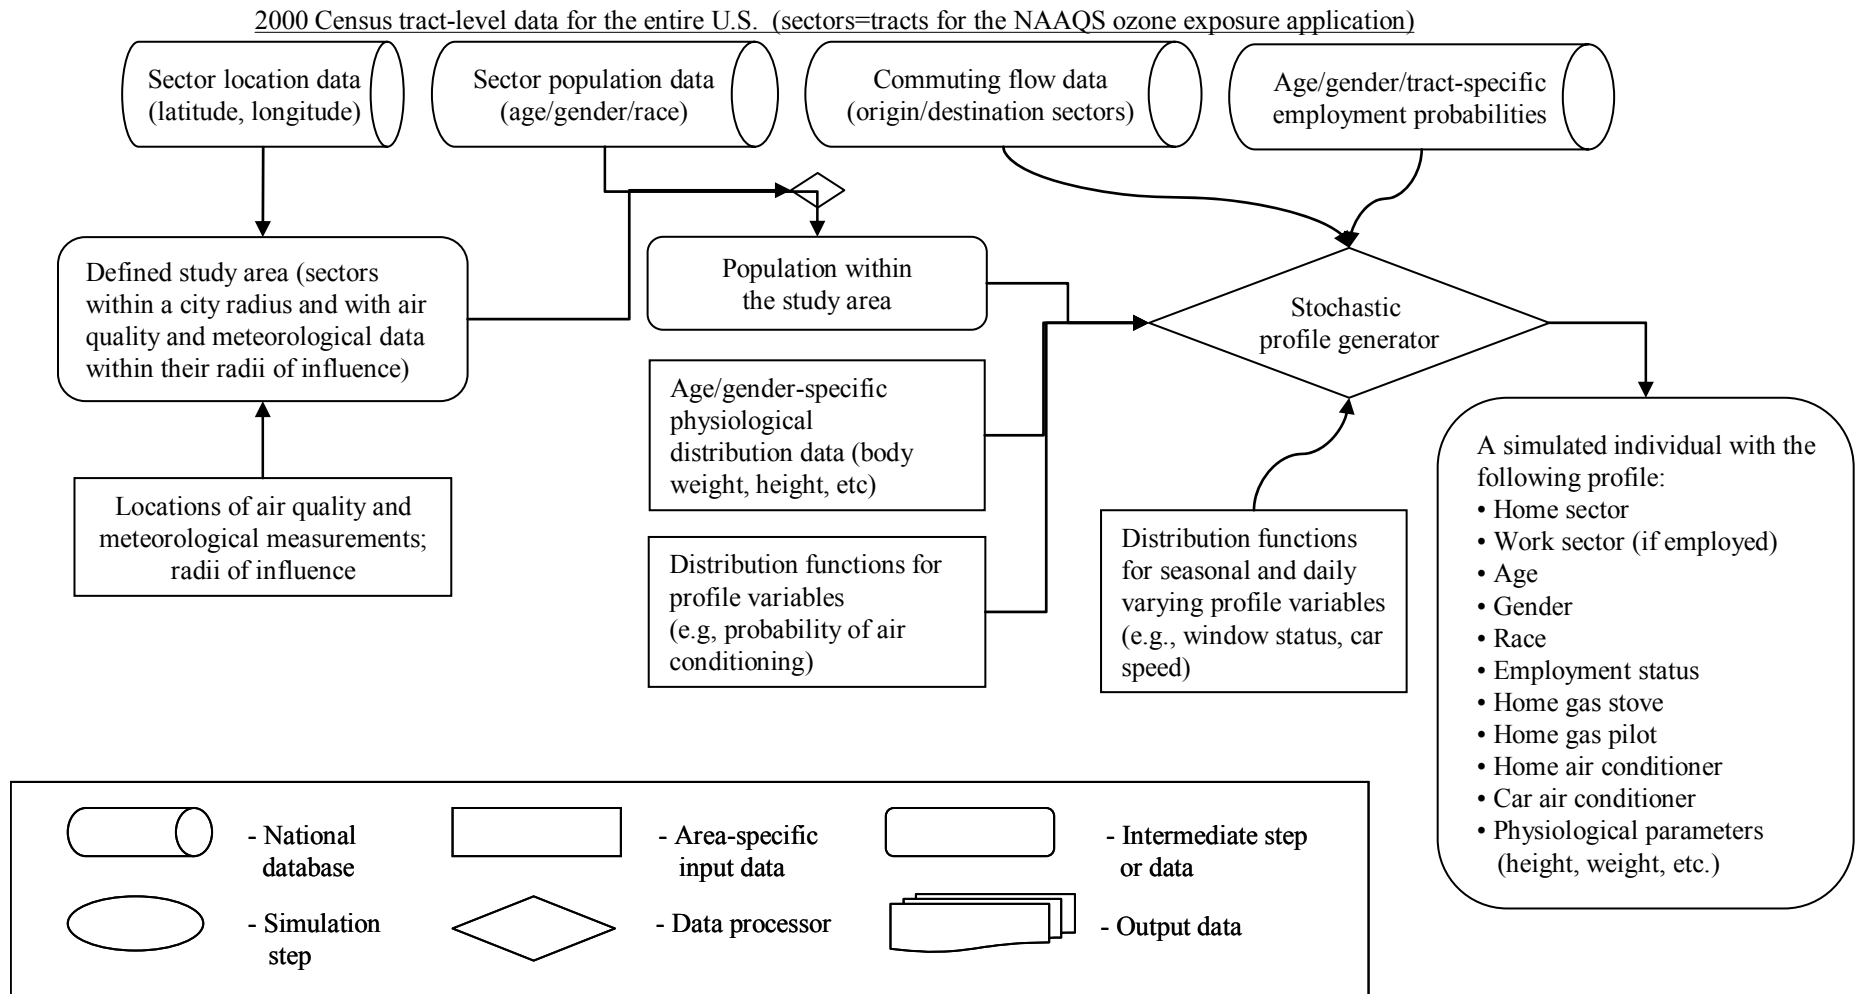 2000 Census tract-level data for the entire U.S. (sectors=tracts for the NAAQS ozone exposure application)
Sector location data
(latitude, longitude)
Sector population data
(age/gender/race)
Commuting flow data
(origin/destination sectors)
Age/gender/tract-specific
employment probabilities
Defined study area (sectors
within a city radius and with air
quality and meteorological data
within their radii of influence)
Population within
the study area
Stochastic
profile generator
Age/gender-specific
physiological
distribution data (body
weight, height, etc)
Locations of air quality and
meteorological measurements;
radii of influence
Distribution functions for
profile variables
(e.g, probability of air
conditioning)
Distribution functions
for seasonal and daily
varying profile variables
(e.g., window status, car
speed)
A simulated individual with the
following profile:
• Home sector
• Work sector (if employed)
• Age
• Gender
• Race
• Employment status
• Home gas stove
• Home gas pilot
• Home air conditioner
• Car air conditioner
• Physiological parameters
(height, weight, etc.)
- National
database
- Area-specific
input data
- Intermediate step
or data
- Simulation
step
- Data processor
- Output data